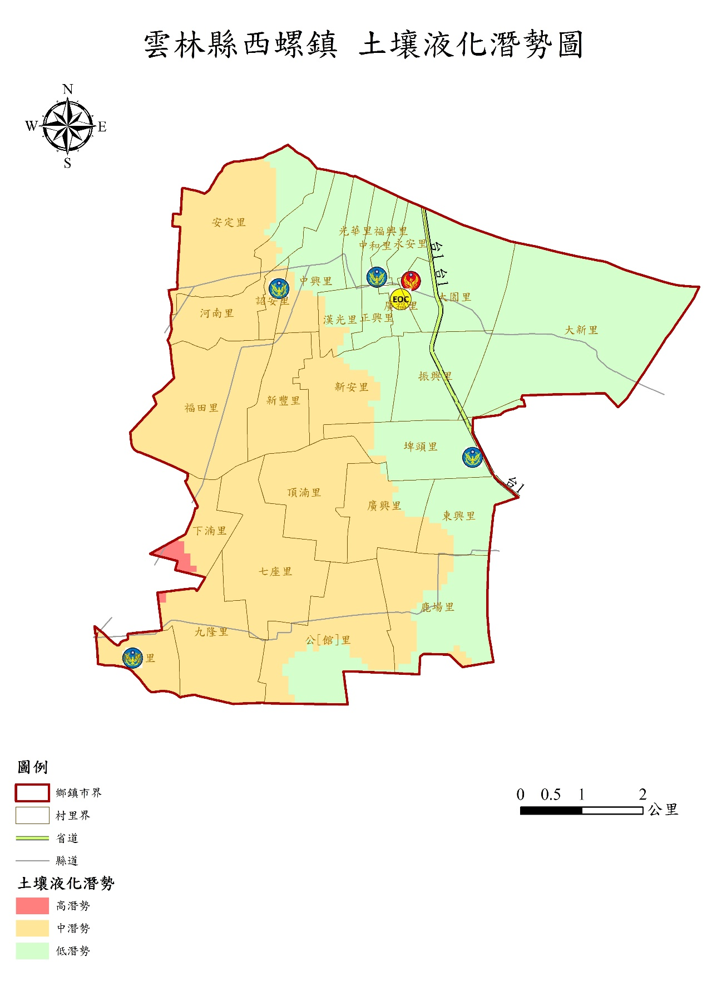 雲林縣西螺鎮 土壤液化潛勢圖
N
W
E
S
安定里
光華里
福興里
中和里
永安里
台1
台1
中興里
詔安里
河南里
EOC
廣福里
太園里
漢光里
正興里
大新里
振興里
新安里
新豐里
福田里
埤頭里
台1
頂湳里
廣興里
東興里
下湳里
七座里
鹿場里
九隆里
公[館]里
里
圖例
鄉鎮市界
村里界
省道
縣道
土壤液化潛勢
高潛勢
中潛勢
低潛勢
0 0.5 1 2
公里